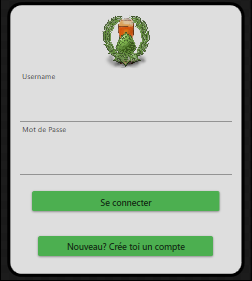 Username
Mot de Passe
Se connecter
Nouveau? Crée toi un compte